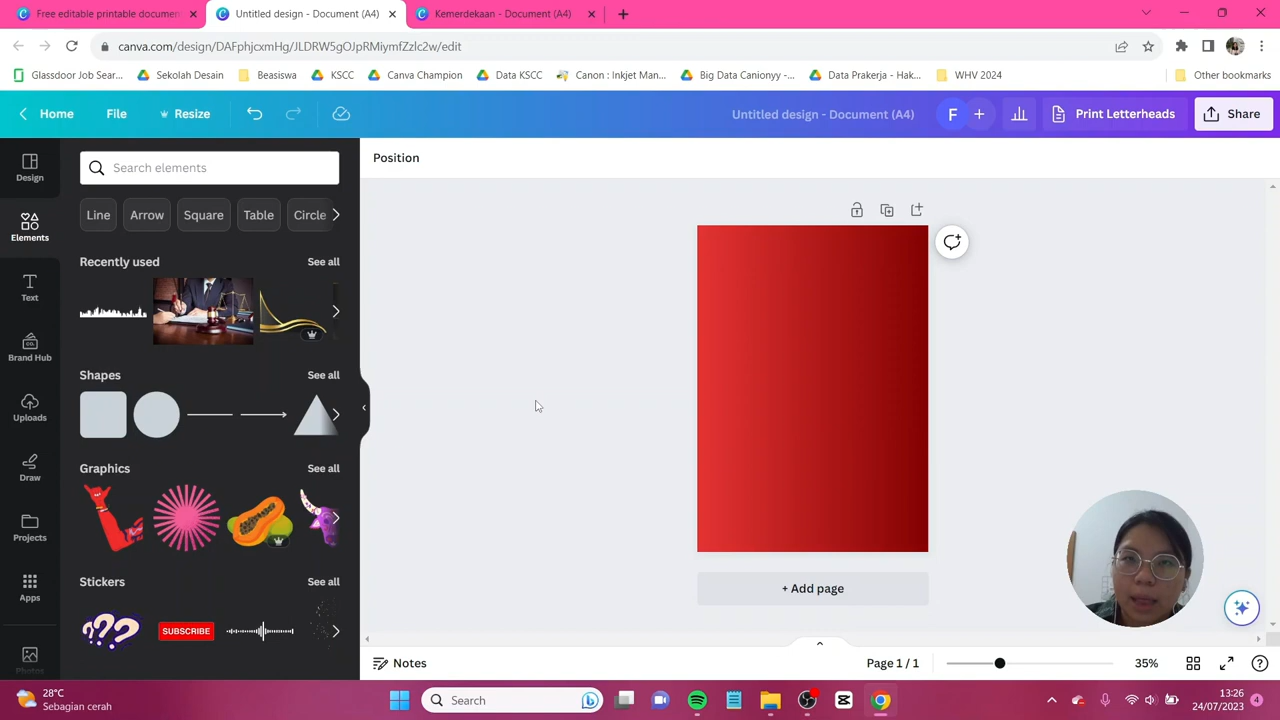 Free editable printable documen
Untitled design - Document (A4)
Kemerdekaan - Document (A4)
canva.com/design/DAFphjcxmHg/JLDRW5gOJpRMiymfZzlc2w/edit
Glassdoor Job Sear...
Sekolah Desain
Beasiswa
KSCC
Canva Champion
Data KSCC
Canon : Inkjet Man...
Big Data Canionyy -...
Data Prakerja - Hak...
WHV 2024
Other bookmarks
Home
File
Resize
Untitled design - Document (A4)
F
Print Letterheads
Share
Design
Elements
Text
Brand Hub
Uploads
Draw
Projects
Apps
Photos
Search elements
Line
Arrow
Square
Table
Circle
Recently used
See all
Shapes
See all
Graphics
See all
Stickers
See all
SUBSCRIBE
Position
+ Add page
Notes
Page 1 / 1
35%
28°C
Sebagian cerah
Search
13:26
24/07/2023